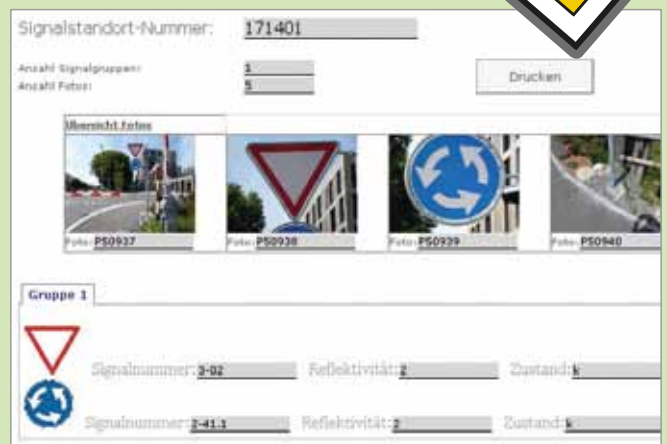 Signalstandort-Nummer: 171401
Anzahl Signalgruppen: 1
Anzahl Fotos: 5
Drucken
Übersicht Fotos
Foto: PS0937 Foto: PS0938 Foto: PS0939 Foto: PS0940
Gruppe 1
Signalnummer: 3-02 Reflektivität: 2 Zustand: k
Signalnummer: 2-41.1 Reflektivität: 2 Zustand: k